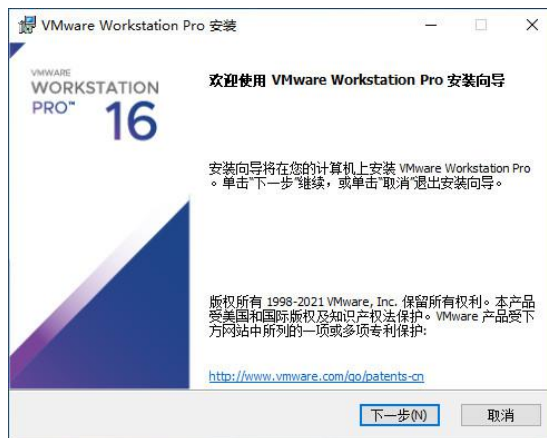 VMware Workstation Pro 安装
VMWARE
WORKSTATION
PRO™ 16
欢迎使用 VMware Workstation Pro 安装向导
安装向导将在您的计算机上安装 VMware Workstation Pro
。单击“下一步”继续，或单击“取消”退出安装向导。
版权所有 1998-2021 VMware, Inc. 保留所有权利。本产品
受美国和国际版权及知识产权法保护。VMware 产品受下
方网站中所列的一项或多项专利保护:
http://www.vmware.com/go/patents-cn
下一步(N)
取消